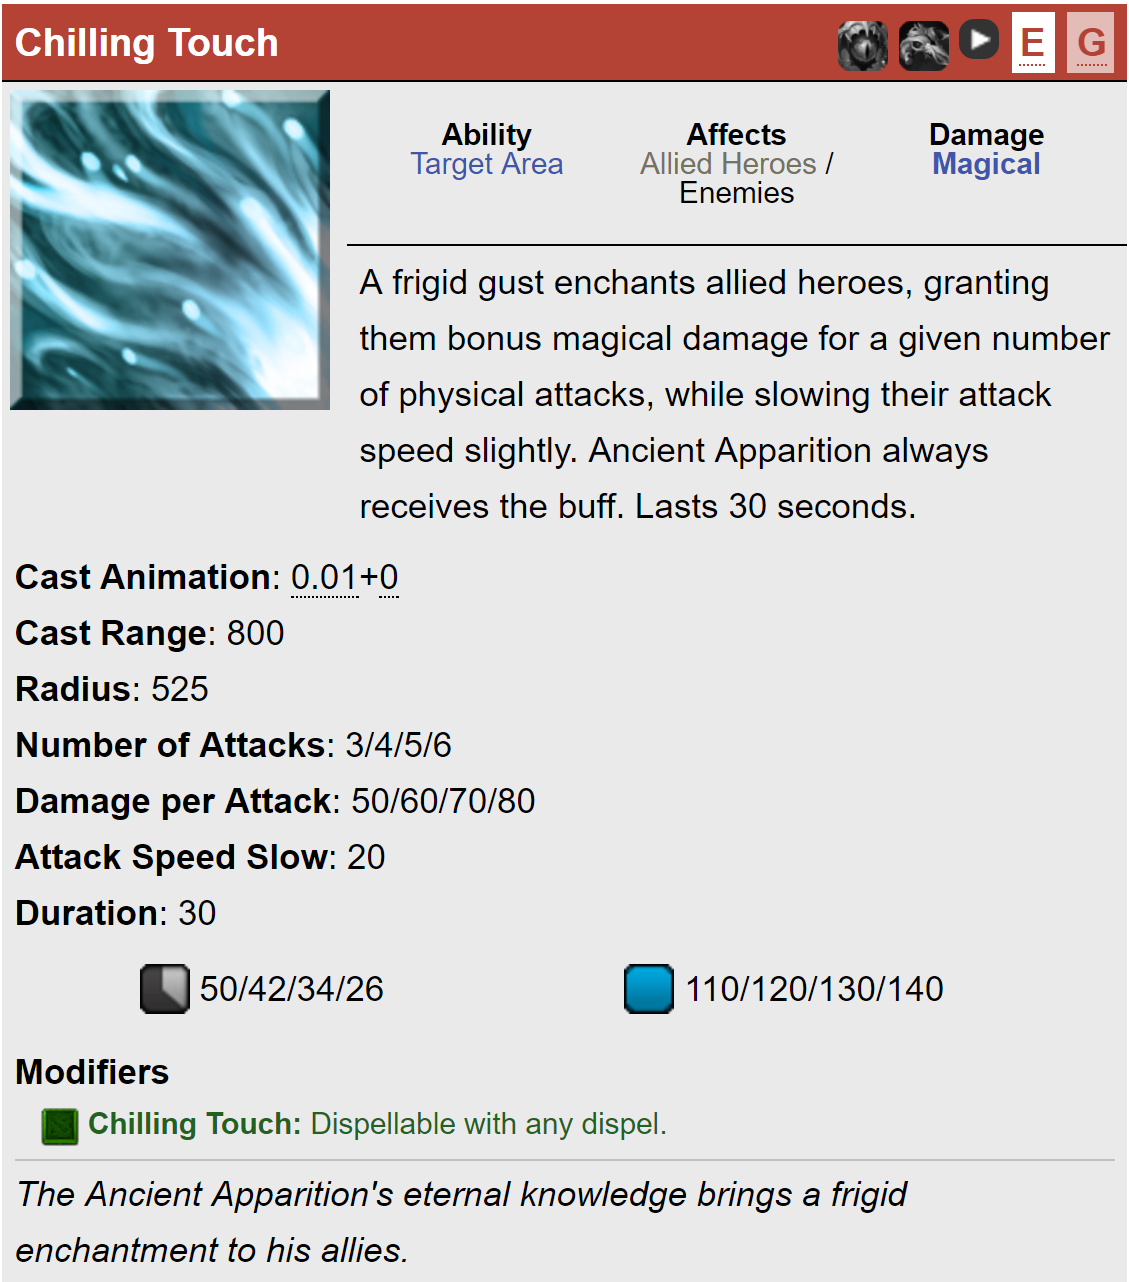 Chilling Touch E G
Ability Affects Damage
Target Area Allied Heroes / Magical
Enemies
A frigid gust enchants allied heroes, granting
them bonus magical damage for a given number
of physical attacks, while slowing their attack
speed slightly. Ancient Apparition always
receives the buff. Lasts 30 seconds.
Cast Animation: 0.01+0
Cast Range: 800
Radius: 525
Number of Attacks: 3/4/5/6
Damage per Attack: 50/60/70/80
Attack Speed Slow: 20
Duration: 30
50/42/34/26 110/120/130/140
Modifiers
Chilling Touch: Dispellable with any dispel.
The Ancient Apparition's eternal knowledge brings a frigid
enchantment to his allies.